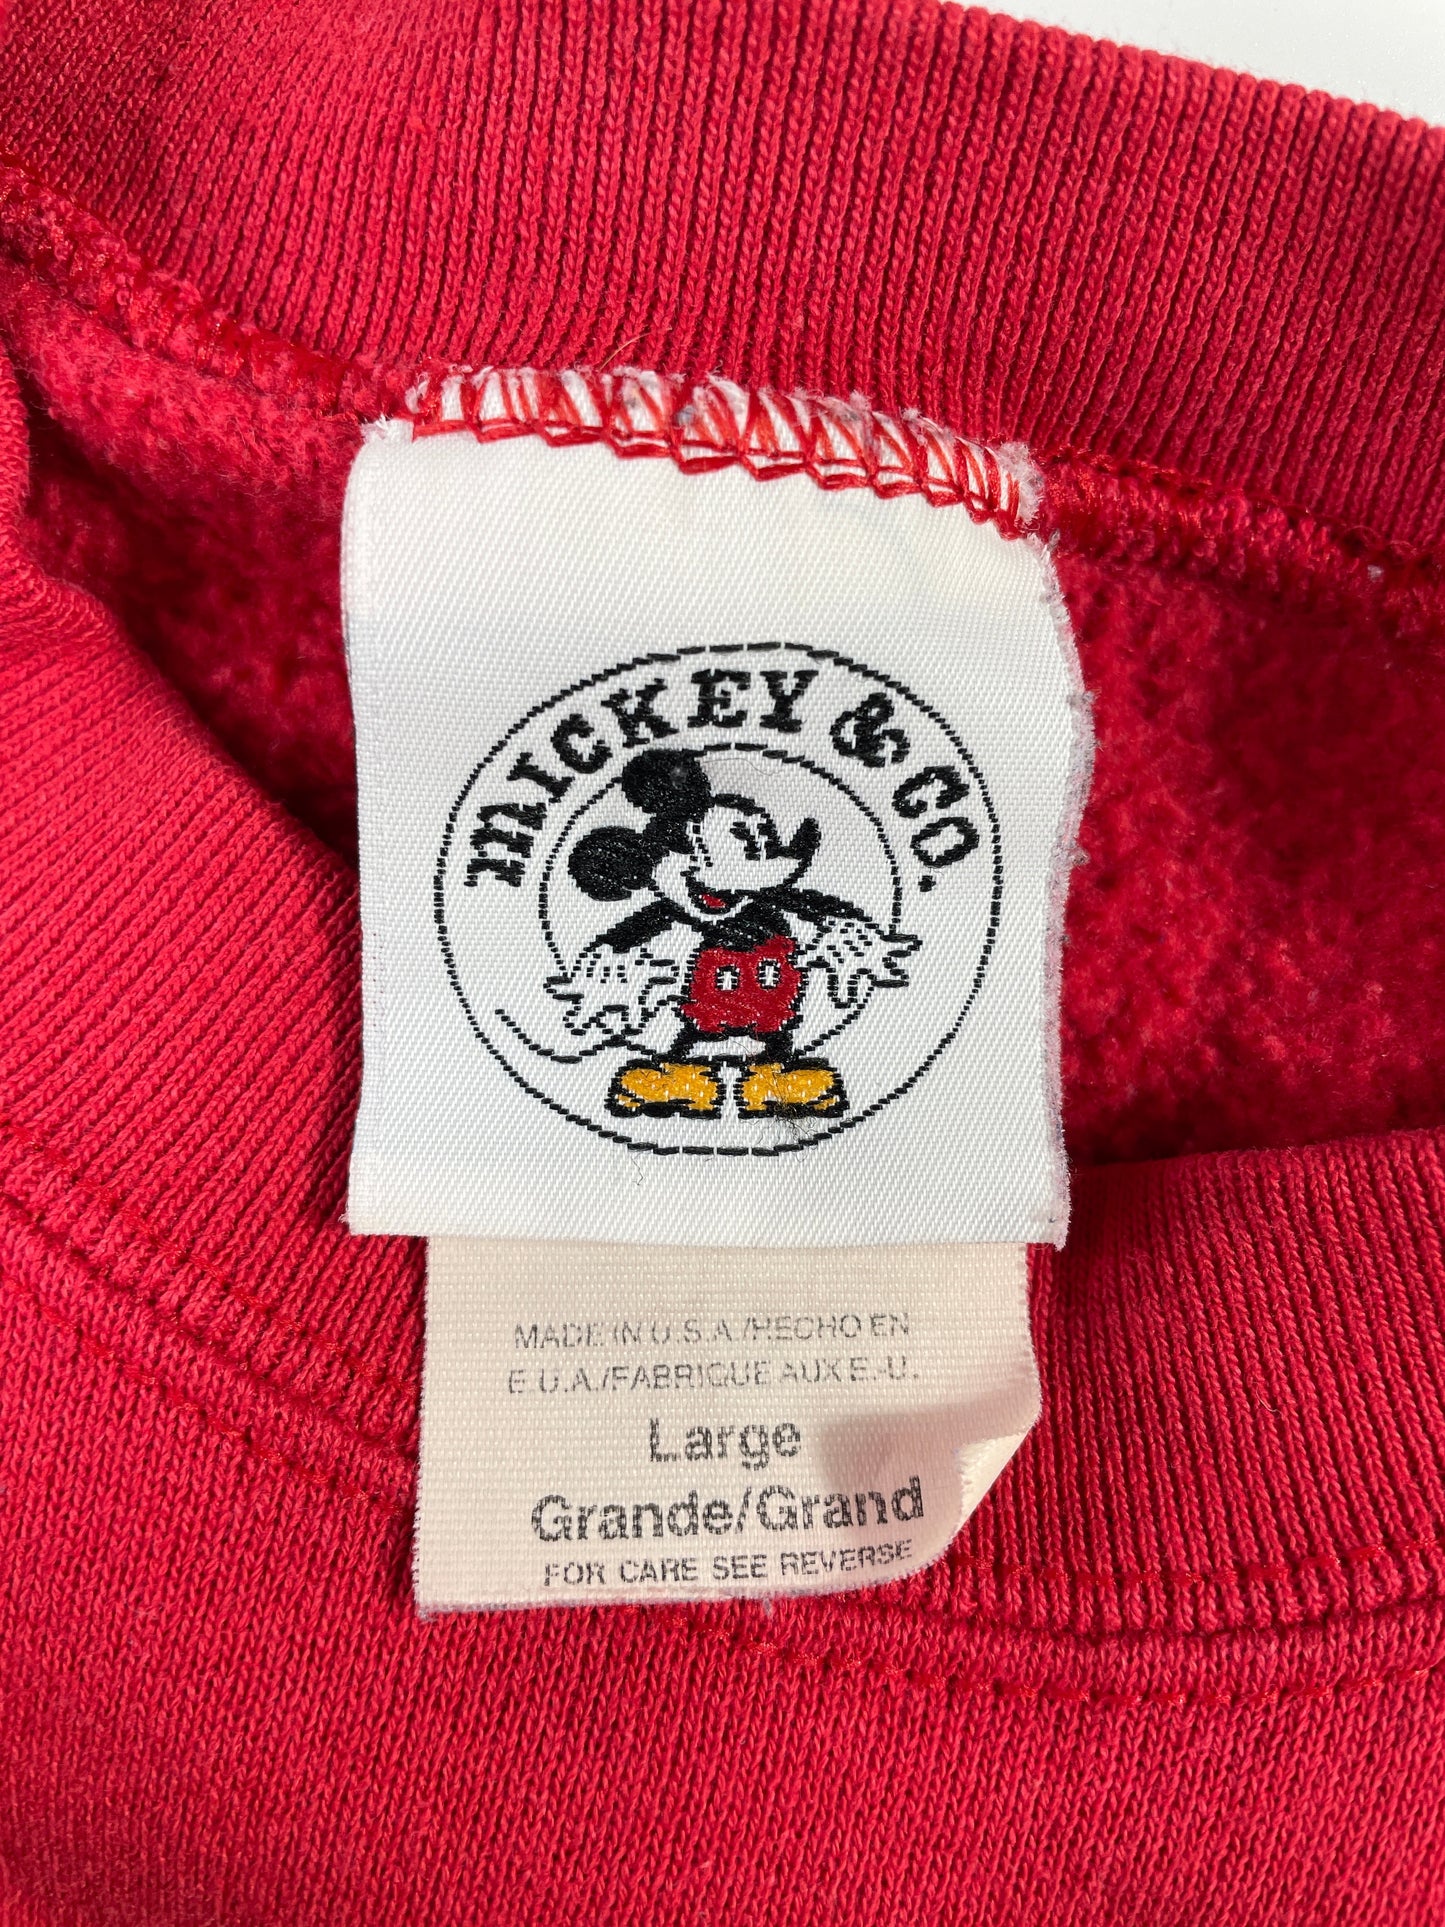 MICKEY & CO.
MADE IN U.S.A./HECHO EN
E.U.A./FABRIQUE AUX E.-U.
Large
Grande/Grand
FOR CARE SEE REVERSE